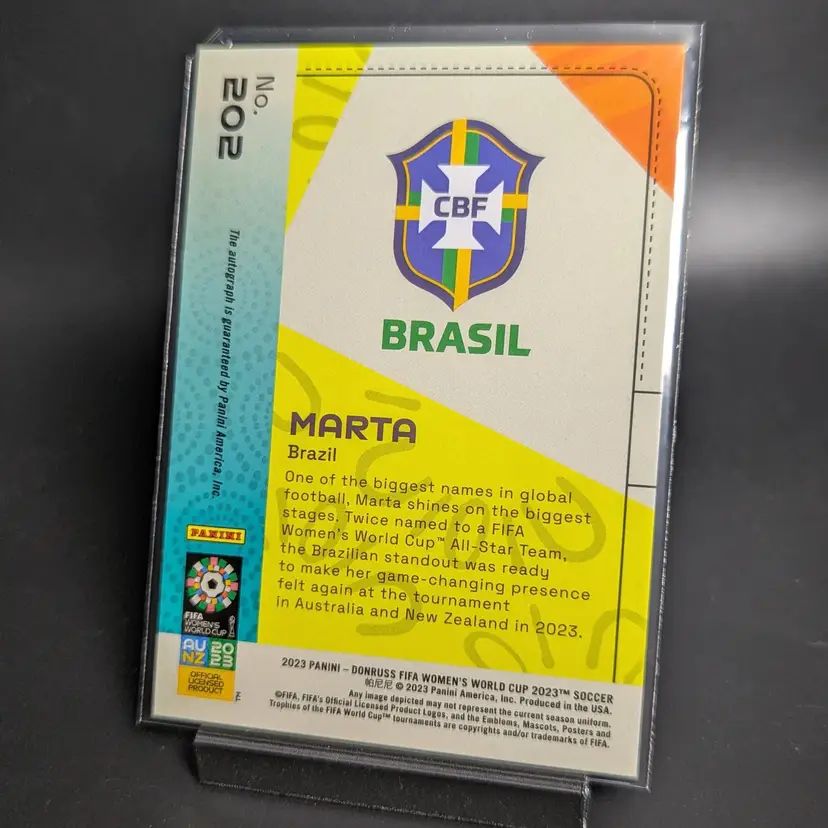 No. 202
The autograph is guaranteed by Panini America, Inc.
CBF
BRASIL
MARTA
Brazil
One of the biggest names in global
football, Marta shines on the biggest
stages. Twice named to a FIFA
Women's World Cup™ All-Star Team,
the Brazilian standout was ready
to make her game-changing presence
felt again at the tournament
in Australia and New Zealand in 2023.
PANINI
FIFA
WOMEN'S
WORLD CUP
AU 20
NZ 23
OFFICIAL
LICENSED
PRODUCT
2023 PANINI – DONRUSS FIFA WOMEN'S WORLD CUP 2023™ SOCCER
帕尼尼 © 2023 Panini America, Inc. Produced in the USA.
Any image depicted may not represent the current season uniform.
©FIFA, FIFA's Official Licensed Product Logos, and the Emblems, Mascots, Posters and
Trophies of the FIFA World Cup™ tournaments are copyrights and/or trademarks of FIFA.